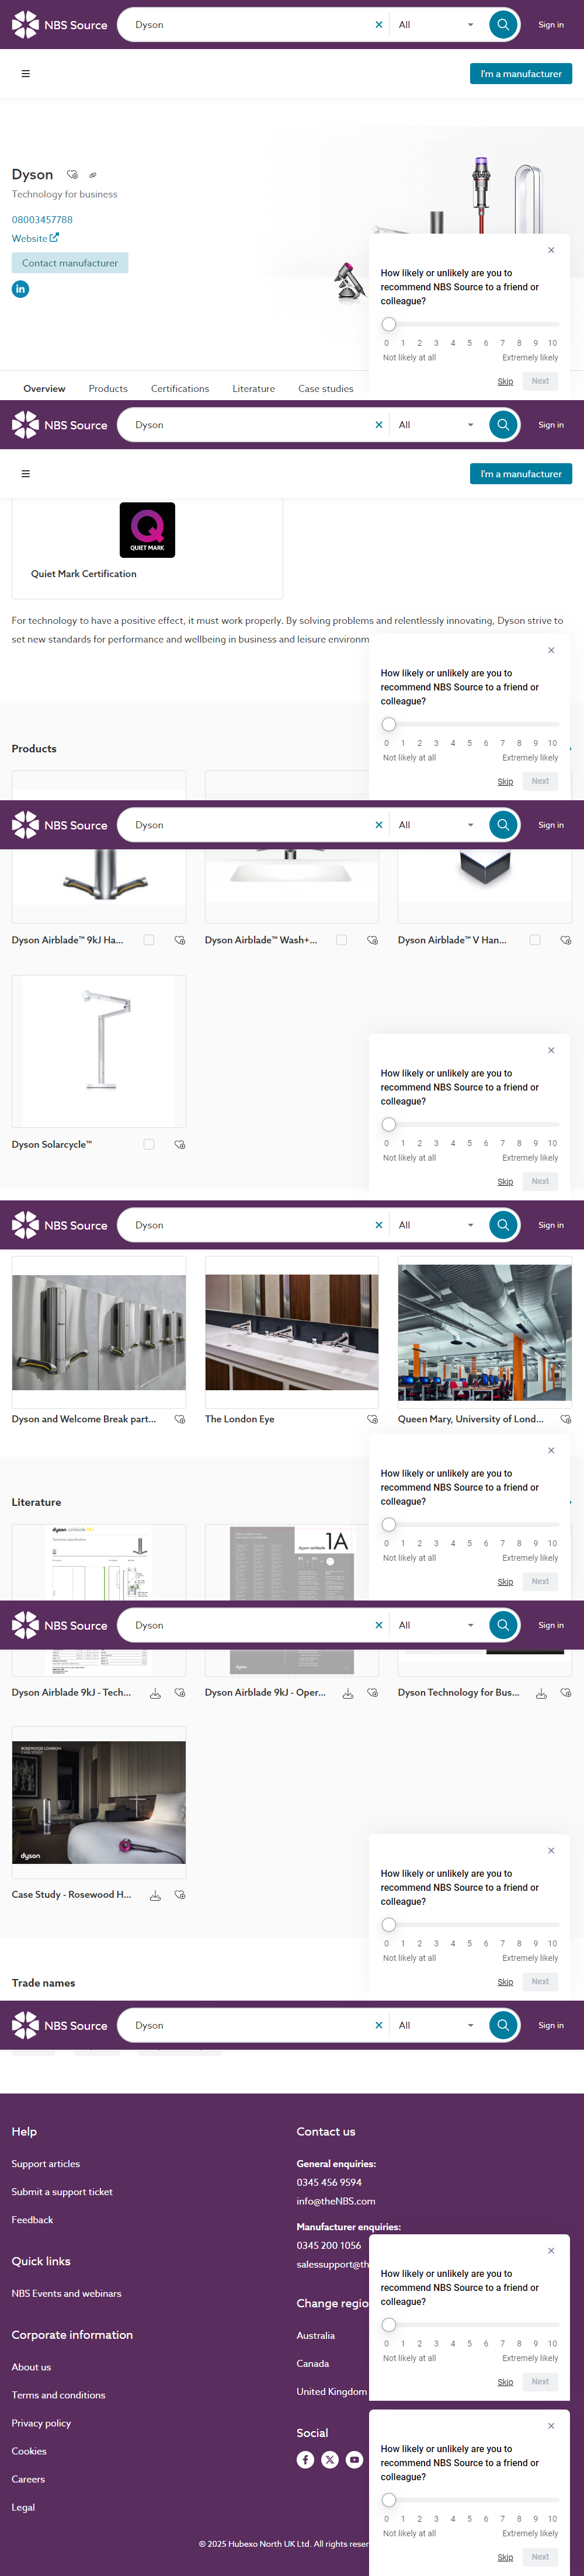 NBS Source
Dyson
All
Sign in
I'm a manufacturer
Dyson
Technology for business
08003457788
Website
Contact manufacturer
How likely or unlikely are you to
recommend NBS Source to a friend or
colleague?
0 1 2 3 4 5 6 7 8 9 10
Not likely at all Extremely likely
Skip Next
Overview Products Certifications Literature Case studies
NBS Source
Dyson
All
Sign in
I'm a manufacturer
QUIET MARK
Quiet Mark Certification
For technology to have a positive effect, it must work properly. By solving problems and relentlessly innovating, Dyson strive to
set new standards for performance and wellbeing in business and leisure
How likely or unlikely are you to
recommend NBS Source to a friend or
colleague?
0 1 2 3 4 5 6 7 8 9 10
Not likely at all Extremely likely
Skip Next
Products
NBS Source
Dyson
All
Sign in
Dyson Airblade™ 9kJ Ha...
Dyson Airblade™ Wash+...
Dyson Airblade™ V Han...
How likely or unlikely are you to
recommend NBS Source to a friend or
colleague?
0 1 2 3 4 5 6 7 8 9 10
Not likely at all Extremely likely
Skip Next
Dyson Solarcycle™
NBS Source
Dyson
All
Sign in
Dyson and Welcome Break part...
The London Eye
Queen Mary, University of Lond...
How likely or unlikely are you to
recommend NBS Source to a friend or
colleague?
0 1 2 3 4 5 6 7 8 9 10
Not likely at all Extremely likely
Skip Next
Literature
dyson airblade 9kJ
Technical specification
dyson airblade
1A
NBS Source
Dyson
All
Sign in
Dyson Airblade 9kJ - Tech...
Dyson Airblade 9kJ - Oper...
Dyson Technology for Bus...
ROSEWOOD LONDON
CASE STUDY
dyson
Case Study - Rosewood H...
How likely or unlikely are you to
recommend NBS Source to a friend or
colleague?
0 1 2 3 4 5 6 7 8 9 10
Not likely at all Extremely likely
Skip Next
Trade names
NBS Source
Dyson
All
Sign in
Help
Support articles
Submit a support ticket
Feedback
Quick links
NBS Events and webinars
Corporate information
About us
Terms and conditions
Privacy policy
Cookies
Careers
Legal
Contact us
General enquiries:
0345 456 9594
info@theNBS.com
Manufacturer enquiries:
0345 200 1056
salessupport@th
Change regio
Australia
Canada
United Kingdom
Social
How likely or unlikely are you to
recommend NBS Source to a friend or
colleague?
0 1 2 3 4 5 6 7 8 9 10
Not likely at all Extremely likely
Skip Next
How likely or unlikely are you to
recommend NBS Source to a friend or
colleague?
0 1 2 3 4 5 6 7 8 9 10
Not likely at all Extremely likely
Skip Next
© 2025 Hubexo North UK Ltd. All rights reser